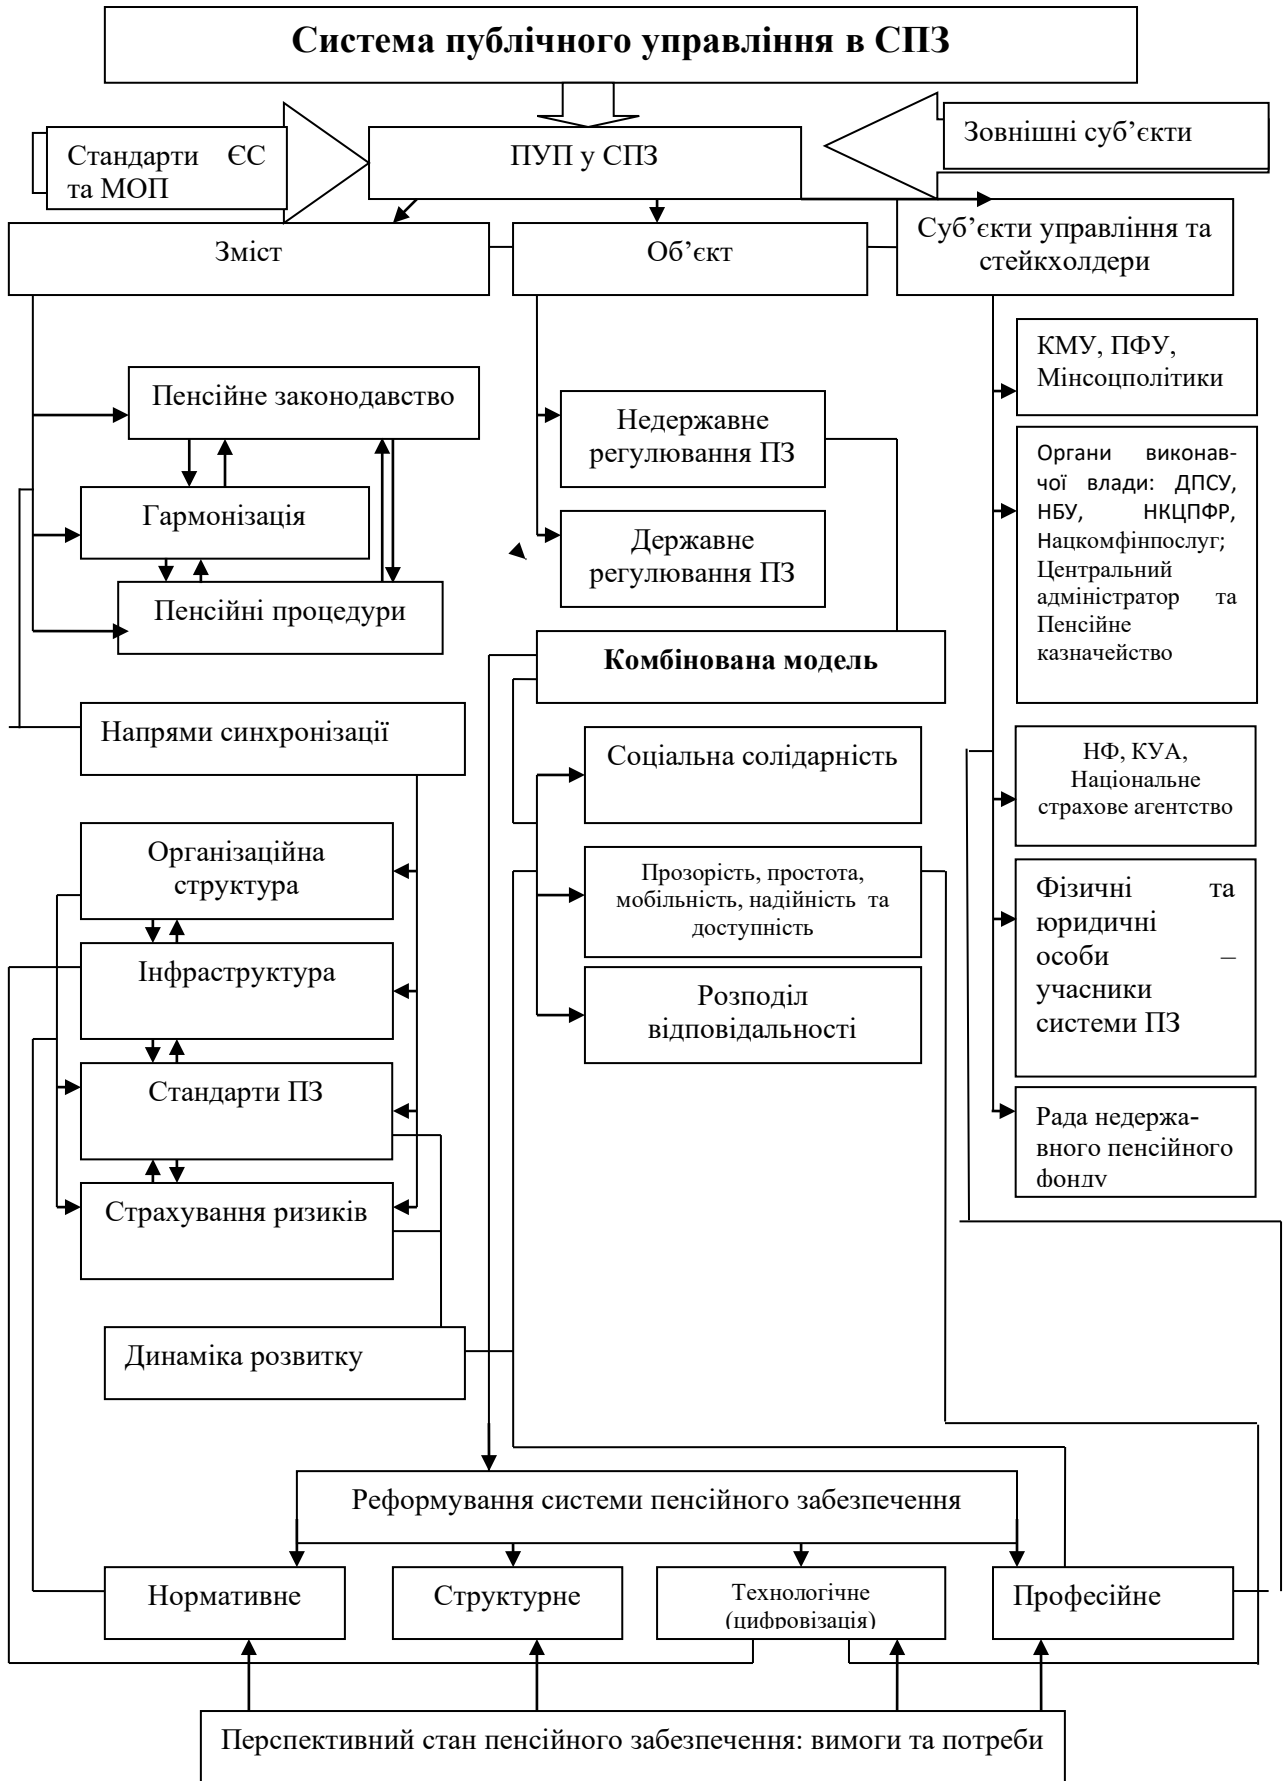 Система публічного управління в СПЗ
Стандарти ЄС
та МОП
ПУП у СПЗ
Зовнішні суб’єкти
Зміст
Об’єкт
Суб’єкти управління та
стейкхолдери
Пенсійне законодавство
Гармонізація
Пенсійні процедури
Напрями синхронізації
Організаційна
структура
Інфраструктура
Стандарти ПЗ
Страхування ризиків
Динаміка розвитку
Недержавне
регулювання ПЗ
Державне
регулювання ПЗ
Комбінована модель
Соціальна солідарність
Прозорість, простота,
мобільність, надійність та
доступність
Розподіл
відповідальності
КМУ, ПФУ,
Мінсоцполітики
Органи виконав-
чої влади: ДПСУ,
НБУ, НКЦПФР,
Нацкомфінпослуг;
Центральний
адміністратор та
Пенсійне
казначейство
НФ, КУА,
Національне
страхове агентство
Фізичні та
юридичні
особи –
учасники
системи ПЗ
Рада недержа-
вного пенсійного
фонду
Реформування системи пенсійного забезпечення
Нормативне
Структурне
Технологічне
(цифровізація)
Професійне
Перспективний стан пенсійного забезпечення: вимоги та потреби